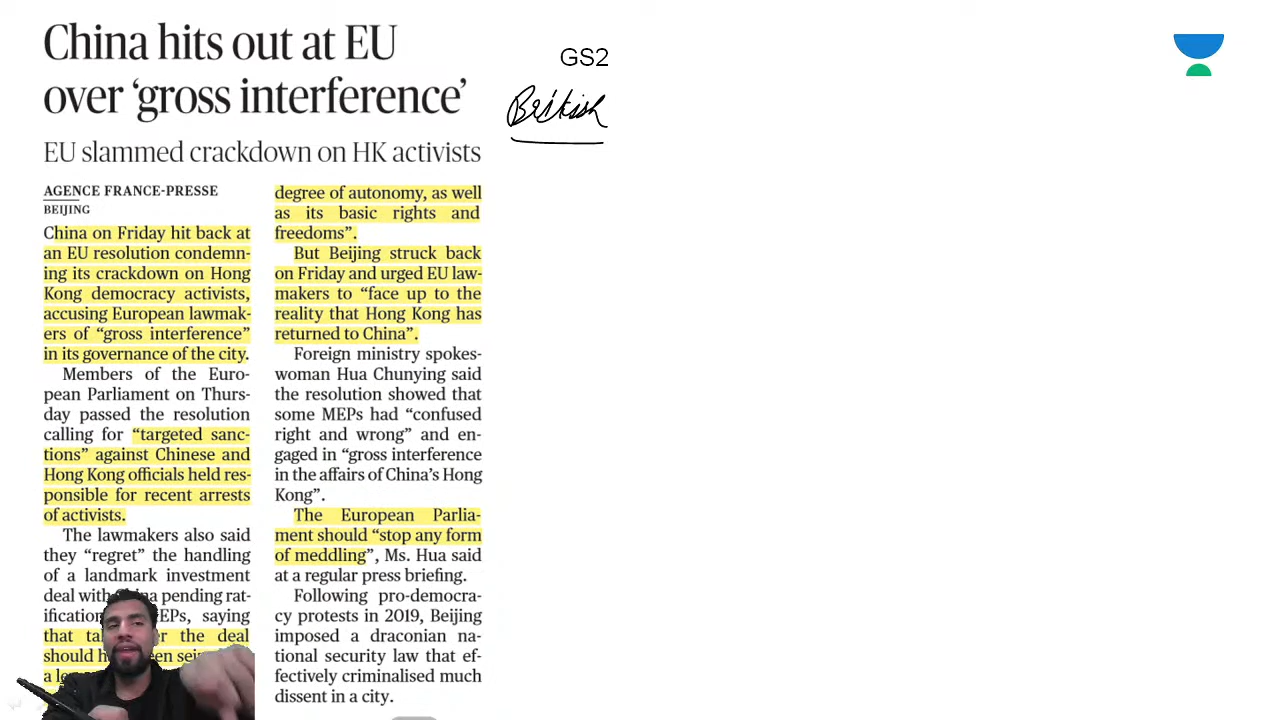 China hits out at EU
over ‘gross interference’
EU slammed crackdown on HK activists
GS2
British
AGENCE FRANCE-PRESSE
BEIJING
China on Friday hit back at
an EU resolution condemn-
ing its crackdown on Hong
Kong democracy activists,
accusing European lawmak-
ers of “gross interference”
in its governance of the city.
Members of the Euro-
pean Parliament on Thurs-
day passed the resolution
calling for “targeted sanc-
tions” against Chinese and
Hong Kong officials held res-
ponsible for recent arrests
of activists.
The lawmakers also said
they “regret” the handling
of a landmark investment
deal with China pending rat-
ification EPs, saying
that the deal
should
degree of autonomy, as well
as its basic rights and
freedoms”.
But Beijing struck back
on Friday and urged EU law-
makers to “face up to the
reality that Hong Kong has
returned to China”.
Foreign ministry spokes-
woman Hua Chunying said
the resolution showed that
some MEPs had “confused
right and wrong” and en-
gaged in “gross interference
in the affairs of China’s Hong
Kong”.
The European Parlia-
ment should “stop any form
of meddling”, Ms. Hua said
at a regular press briefing.
Following pro-democra-
cy protests in 2019, Beijing
imposed a draconian na-
tional security law that ef-
fectively criminalised much
dissent in a city.